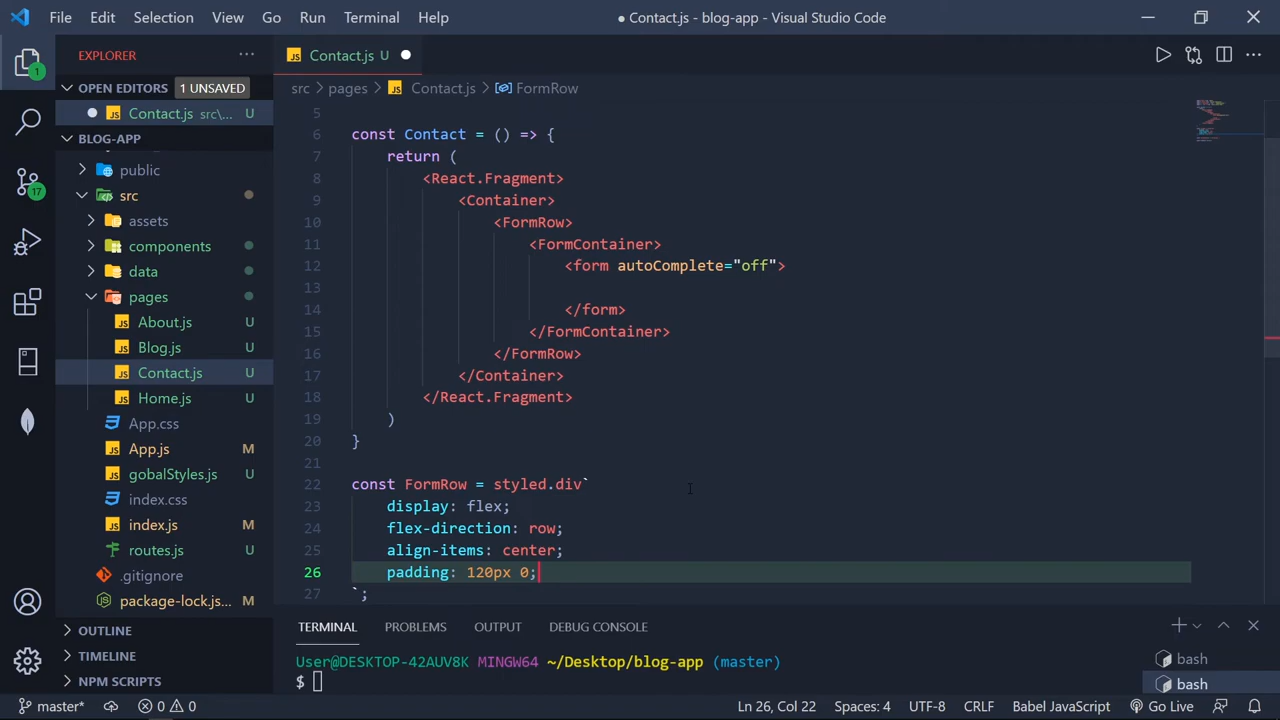 File Edit Selection View Go Run Terminal Help
● Contact.js - blog-app - Visual Studio Code
EXPLORER
OPEN EDITORS 1 UNSAVED
Contact.js src\... U
BLOG-APP
public
src
assets
components
data
pages
About.js U
Blog.js U
Contact.js U
Home.js U
App.css
App.js M
gobalStyles.js U
index.css
index.js M
routes.js U
.gitignore
package-lock.js... M
OUTLINE
TIMELINE
NPM SCRIPTS
1
17
Contact.js U
src > pages > Contact.js > FormRow
5
6 const Contact = () => {
7 return (
8 <React.Fragment>
9 <Container>
10 <FormRow>
11 <FormContainer>
12 <form autoComplete="off">
13
14 </form>
15 </FormContainer>
16 </FormRow>
17 </Container>
18 </React.Fragment>
19 )
20 }
21
22 const FormRow = styled.div`
23 display: flex;
24 flex-direction: row;
25 align-items: center;
26 padding: 120px 0;
27 `;
TERMINAL PROBLEMS OUTPUT DEBUG CONSOLE
User@DESKTOP-42AUV8K MINGW64 ~/Desktop/blog-app (master)
$
bash
bash
master* 0 0 Ln 26, Col 22 Spaces: 4 UTF-8 CRLF Babel JavaScript Go Live